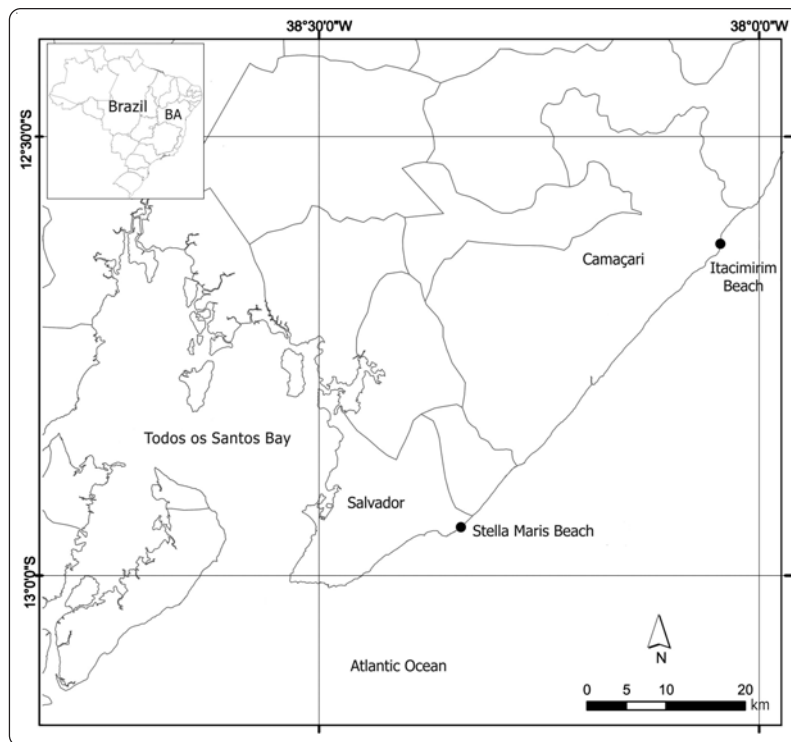 38°30'0"W
38°0'0"W
Brazil
BA
12°30'0"S
Camaçari
Itacimirim
Beach
Todos os Santos Bay
Salvador
Stella Maris Beach
13°0'0"S
Atlantic Ocean
N
0 5 10 20
km